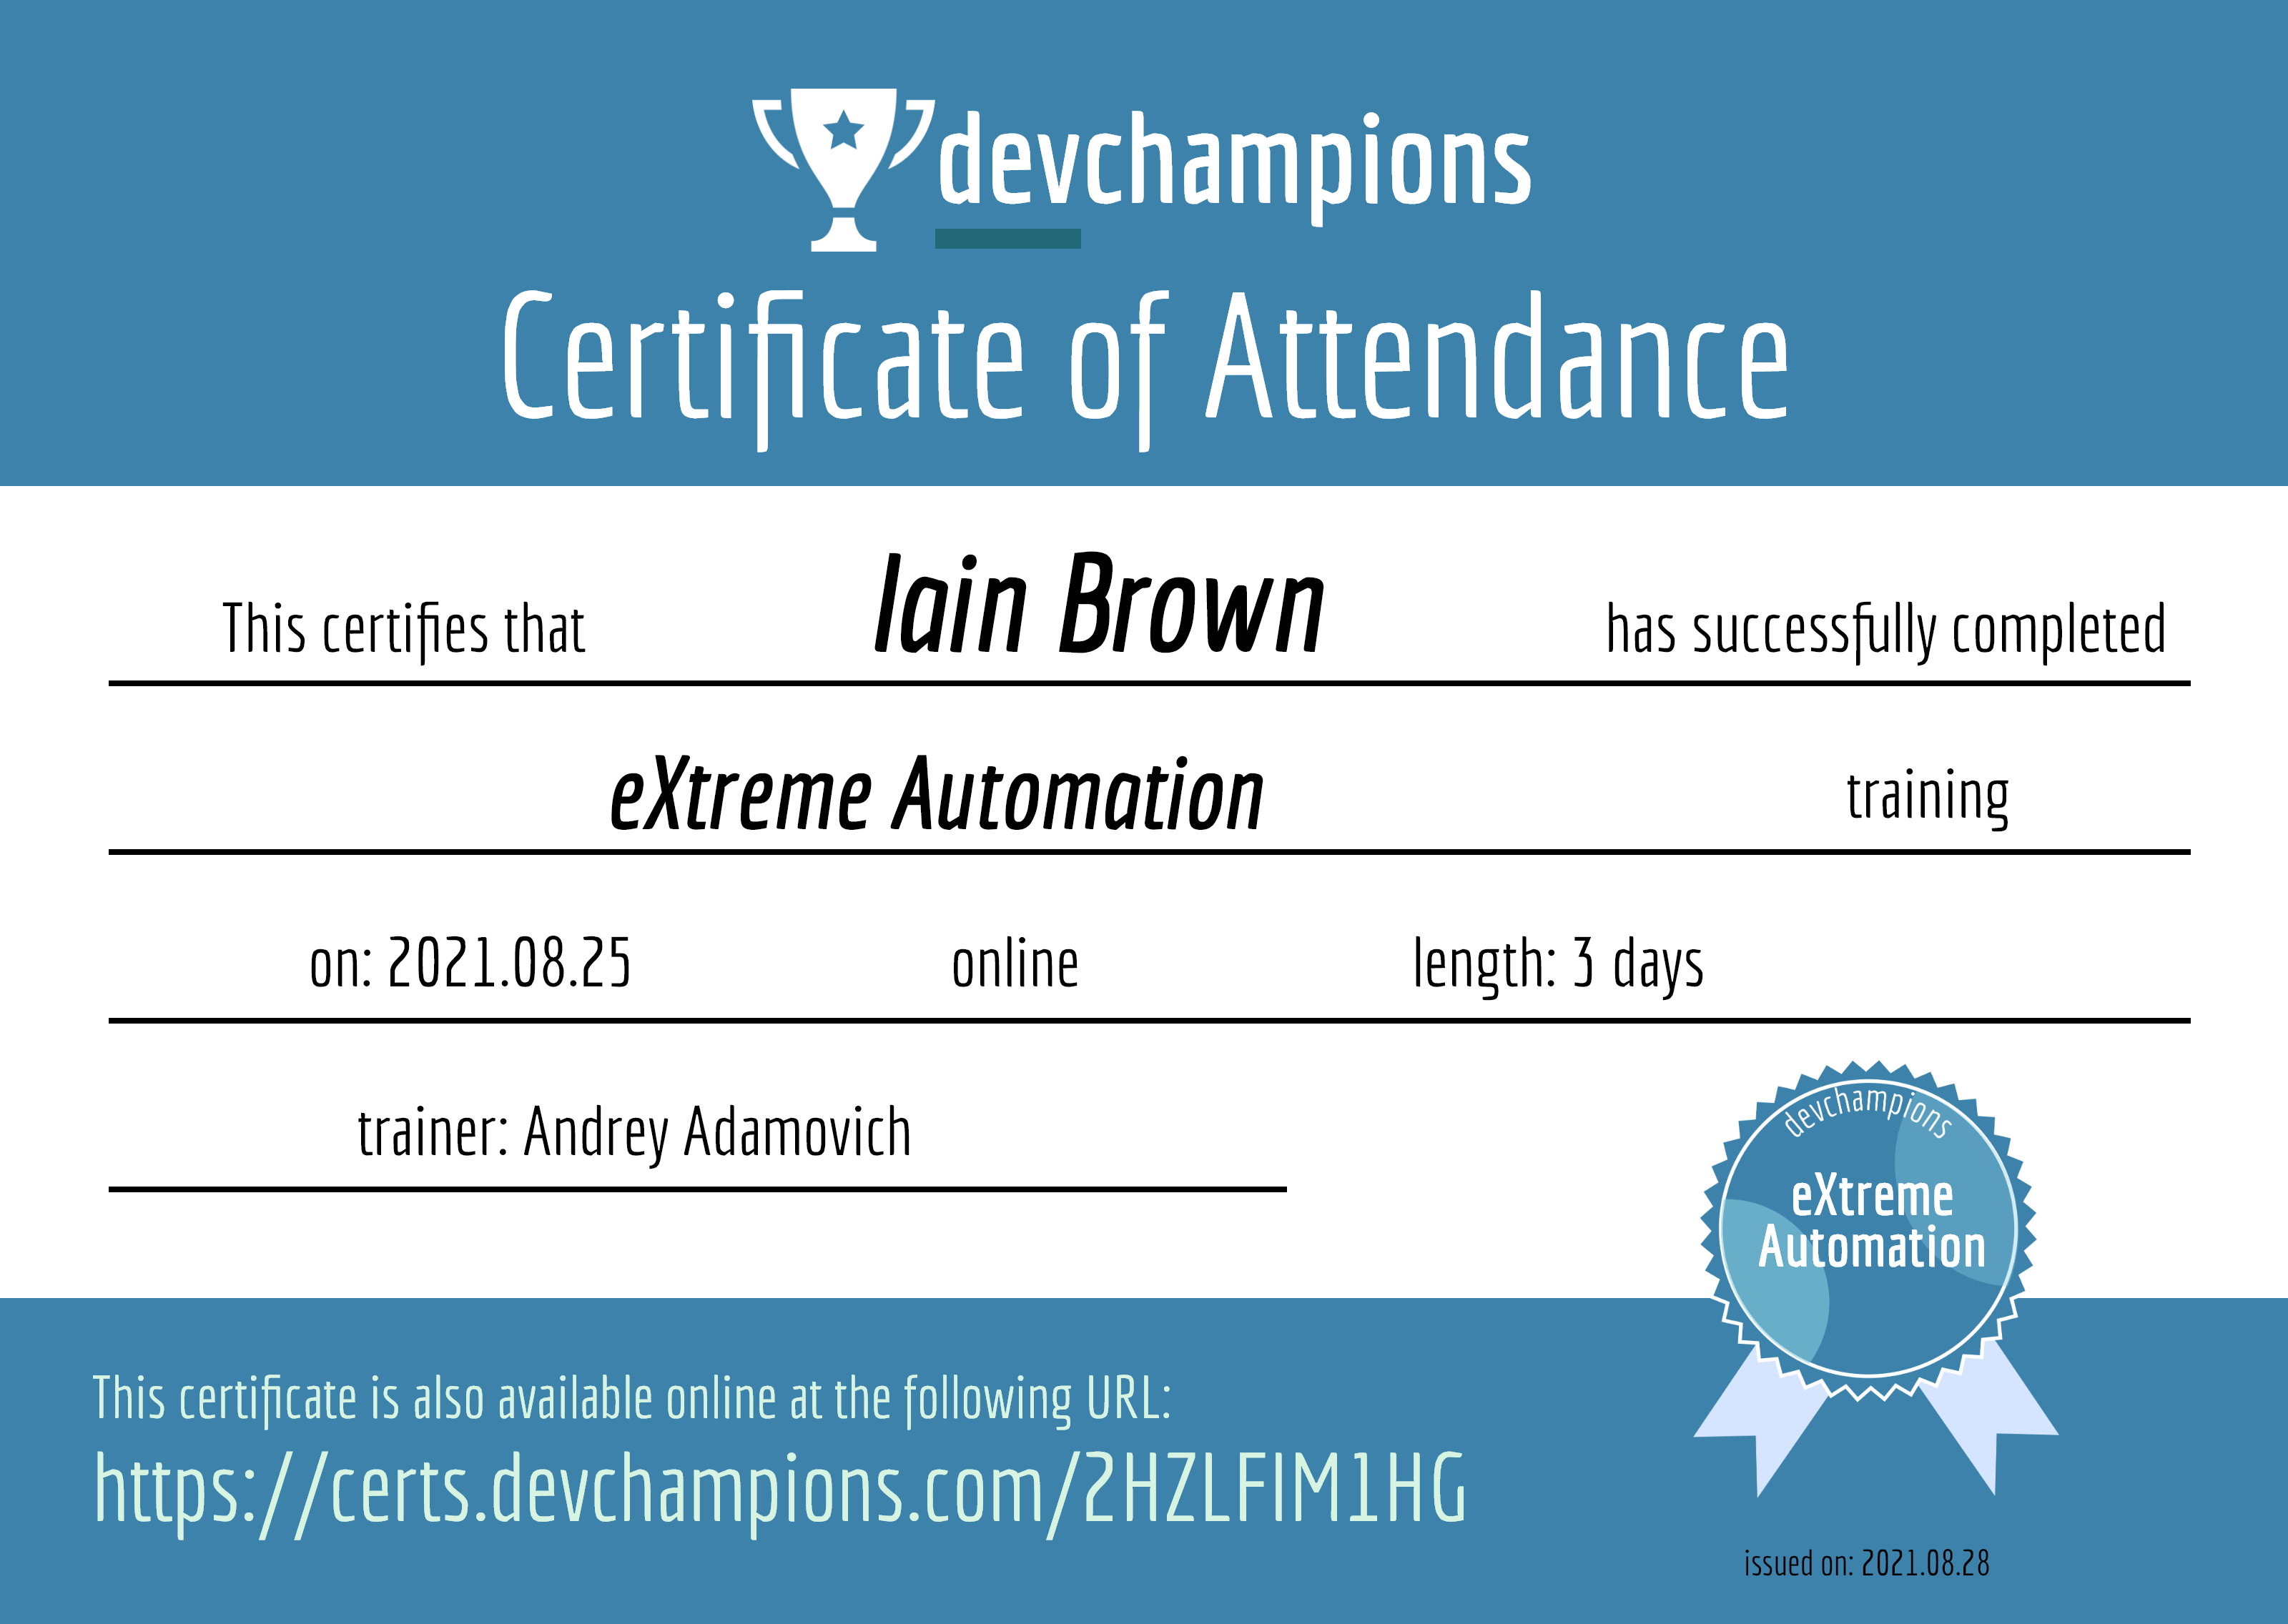 devchampions
Certificate of Attendance
This certifies that Iain Brown has successfully completed
eXtreme Automation training
on: 2021.08.25 online length: 3 days
trainer: Andrey Adamovich
devchampions
eXtreme
Automation
This certificate is also available online at the following URL:
https://certs.devchampions.com/2HZLFIM1HG
issued on: 2021.08.28